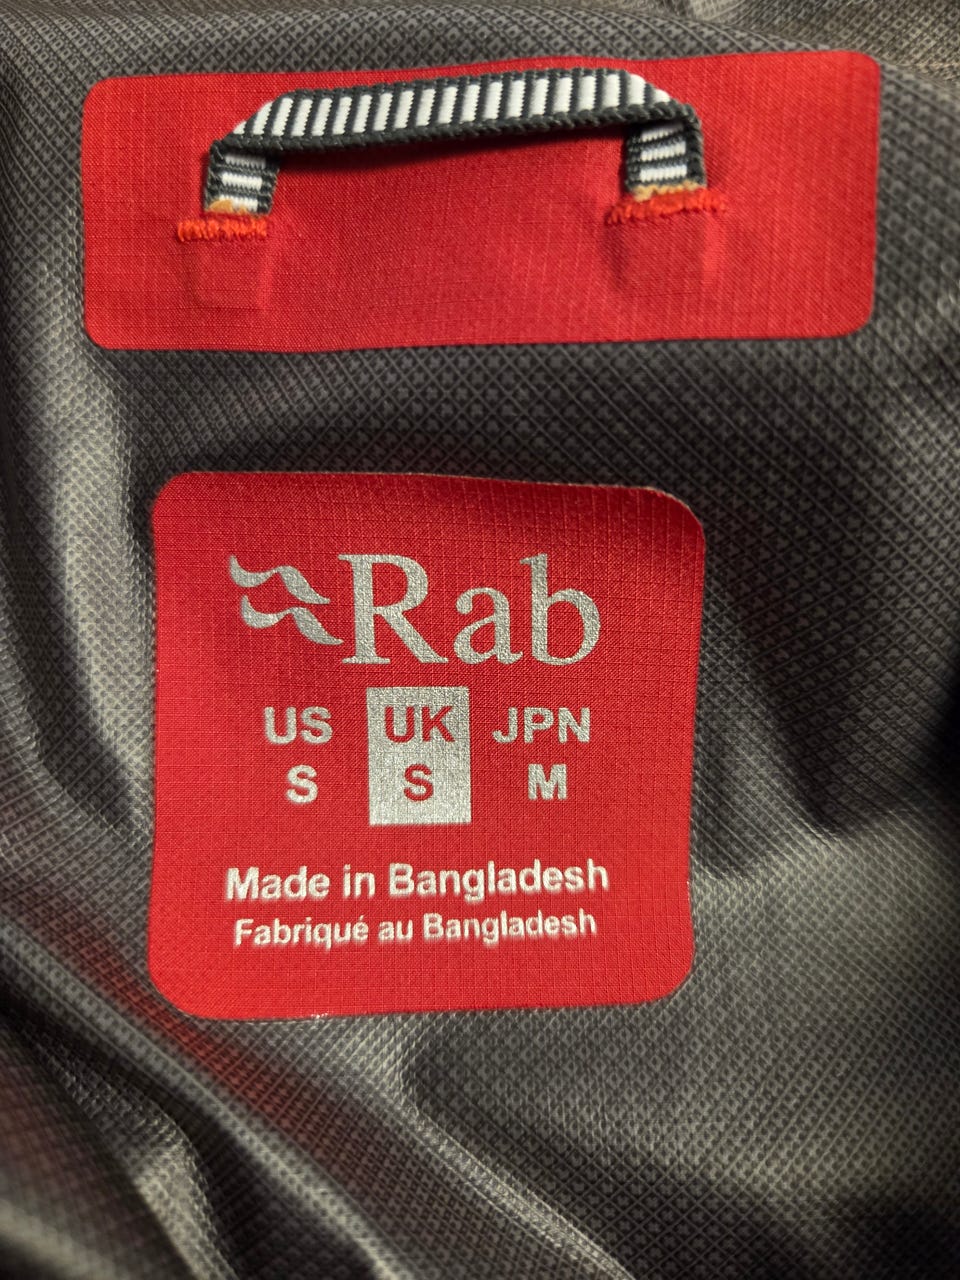 Rab
US UK JPN
S S M
Made in Bangladesh
Fabriqué au Bangladesh